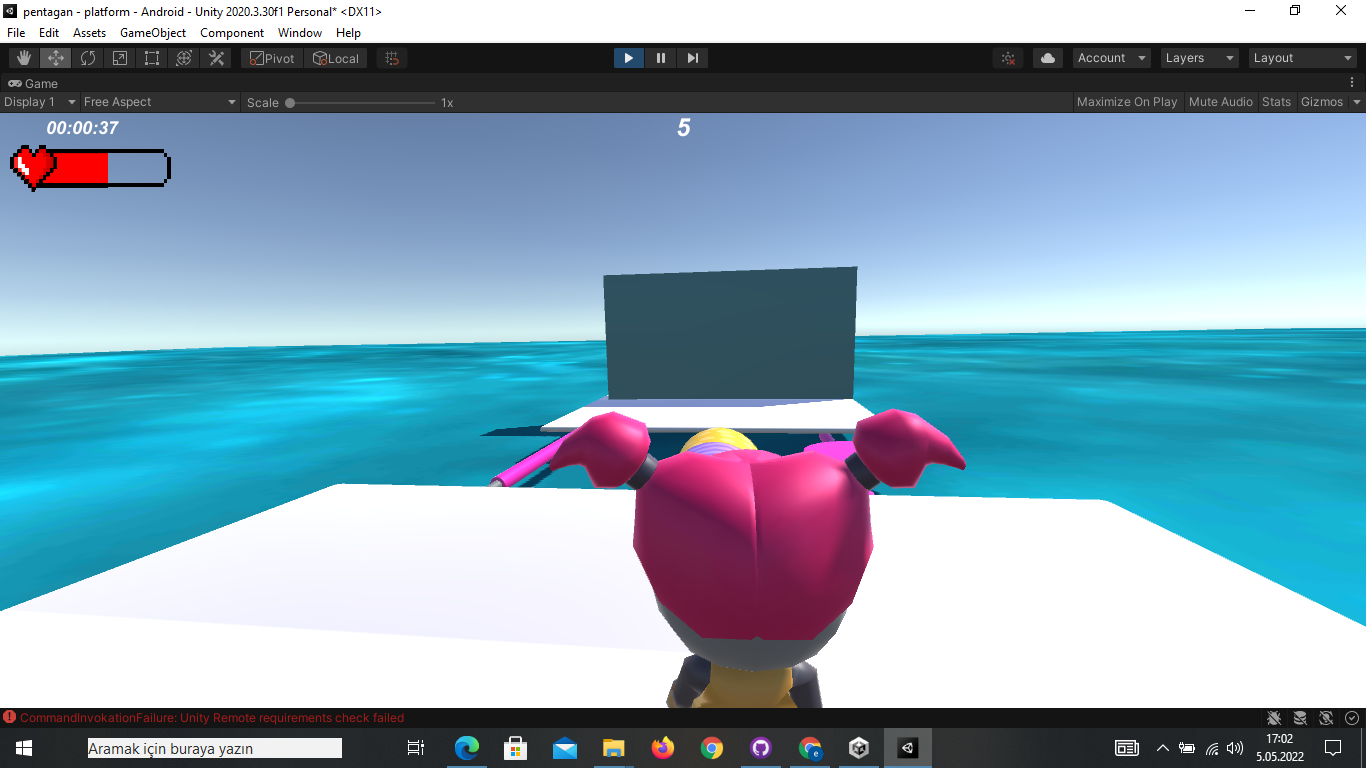 pentagan - platform - Android - Unity 2020.3.30f1 Personal* <DX11>
File Edit Assets GameObject Component Window Help
Pivot Local Account Layers Layout
Game
Display 1 Free Aspect Scale 1x Maximize On Play Mute Audio Stats Gizmos
00:00:37 5
CommandInvokationFailure: Unity Remote requirements check failed
Aramak için buraya yazın 17:02
5.05.2022